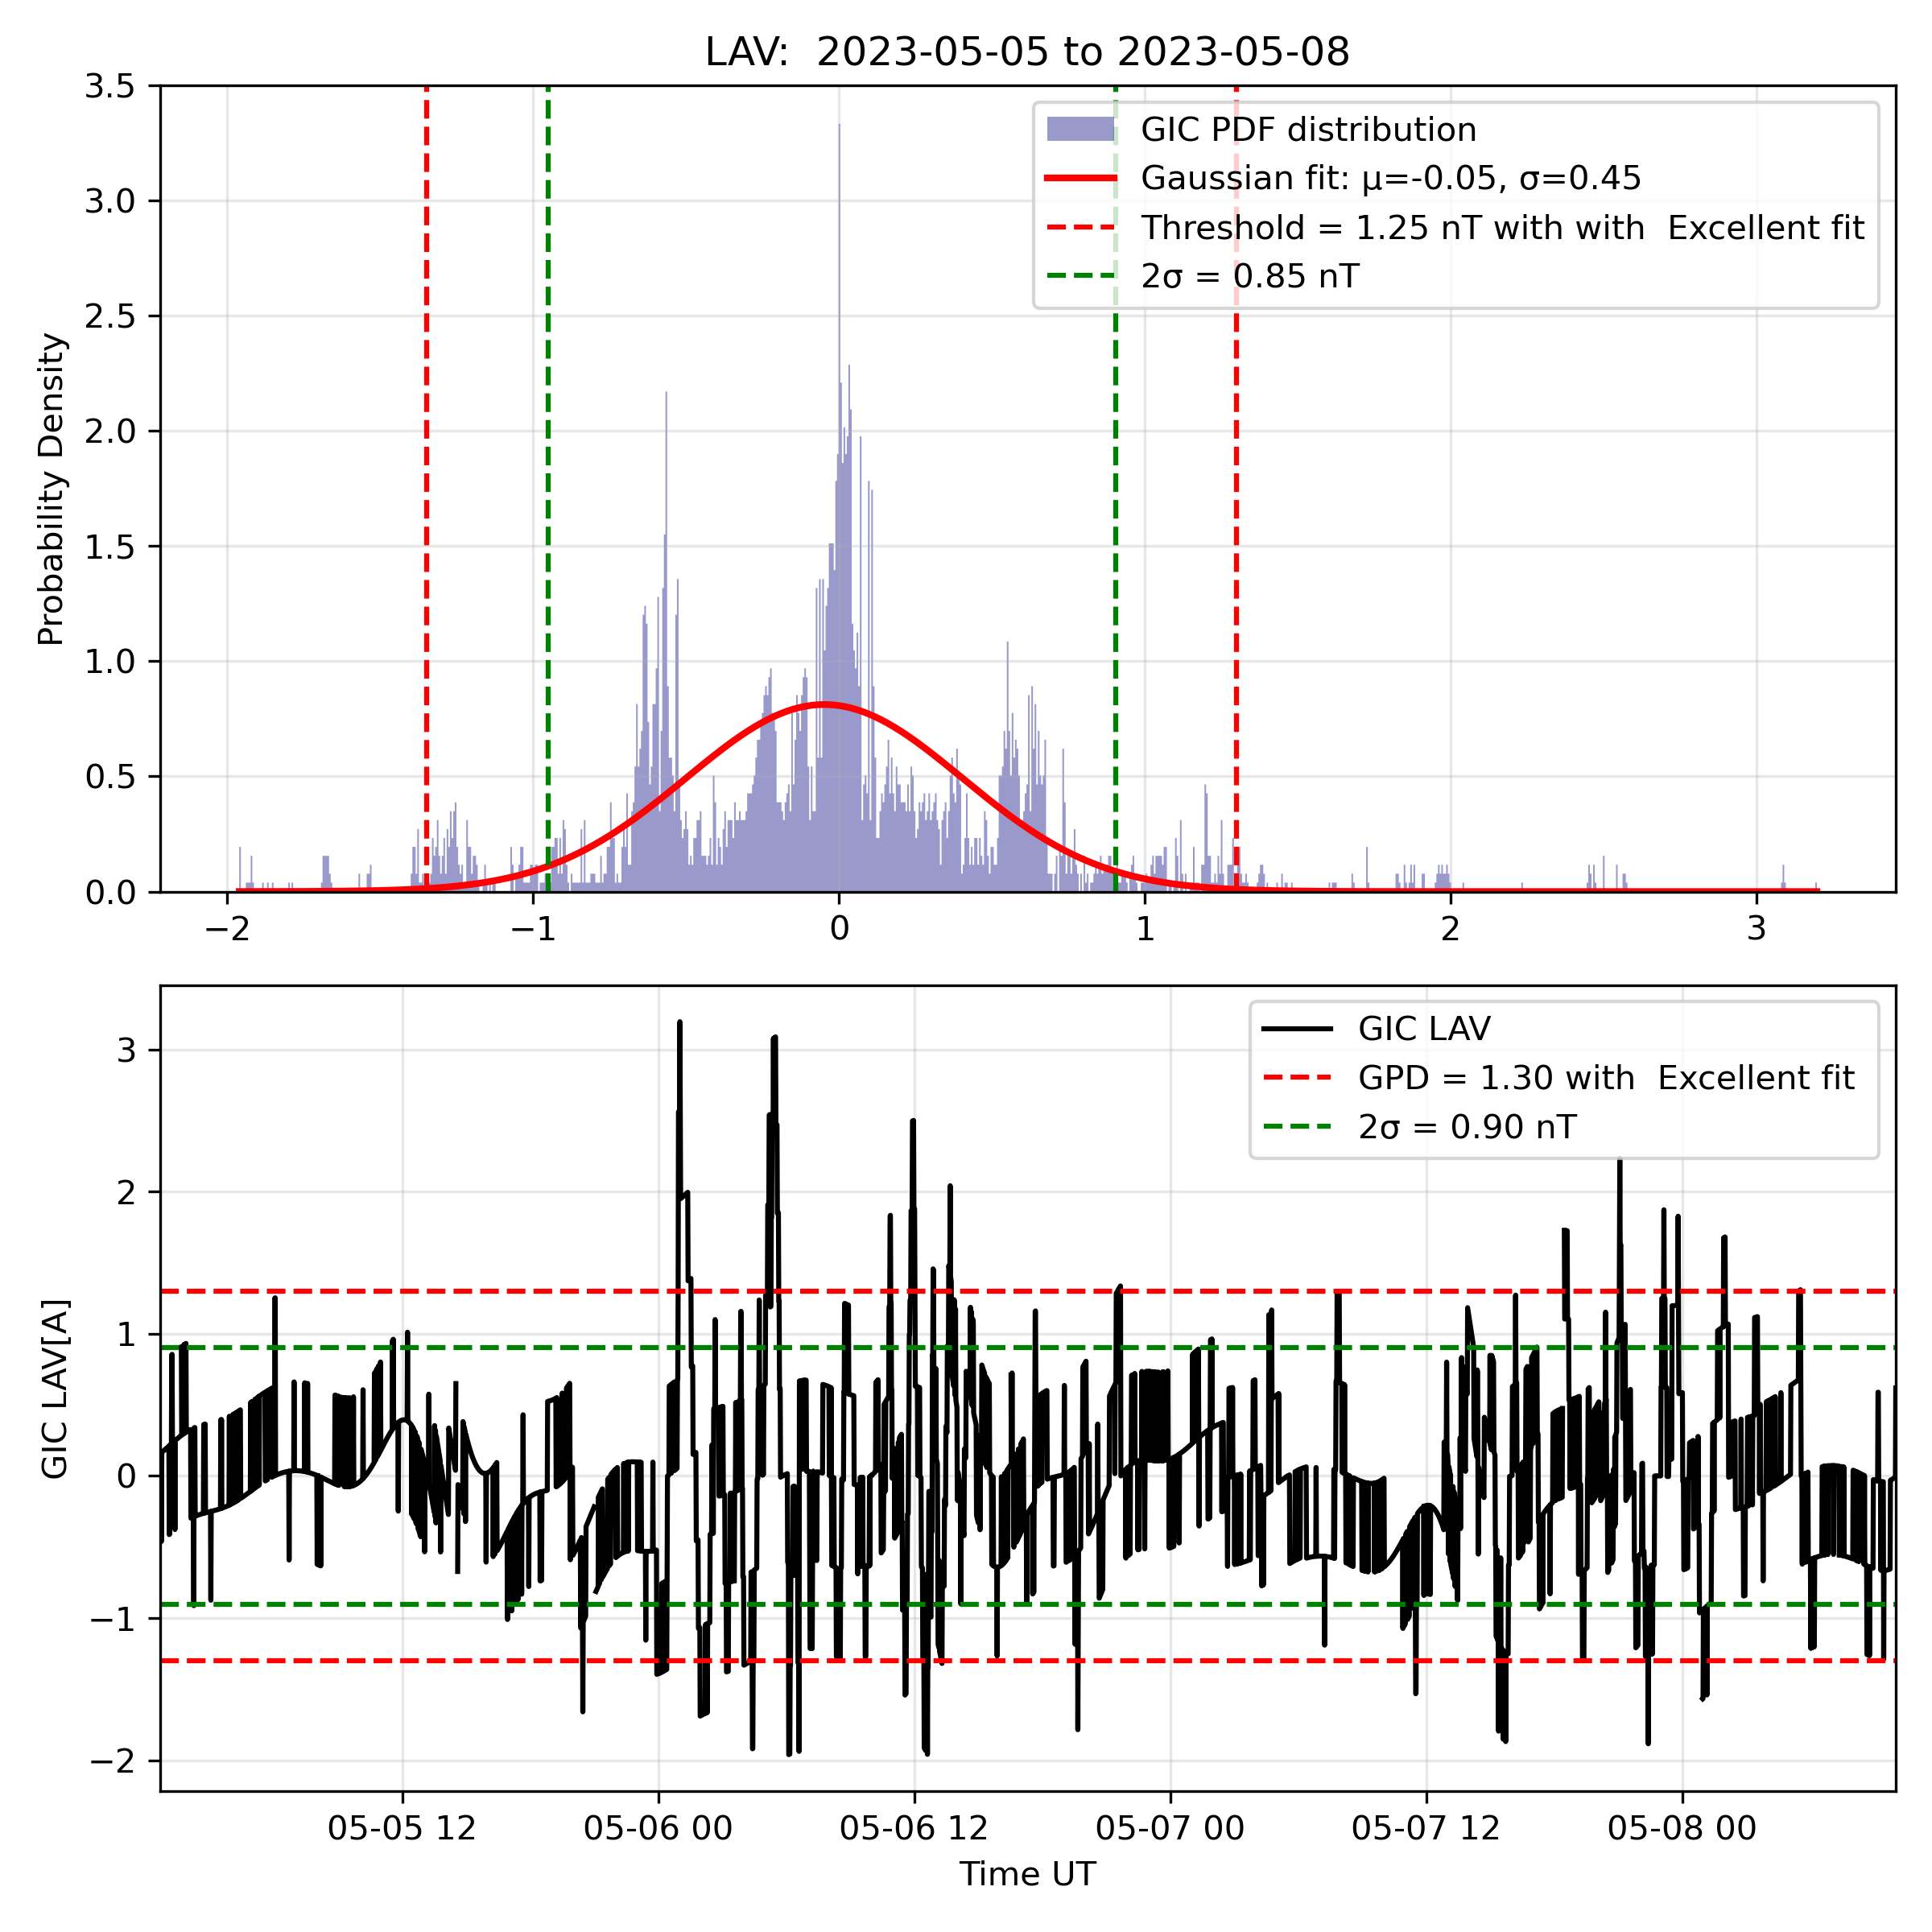 LAV:  2023-05-05 to 2023-05-08
3.5
3.0
2.5
2.0
1.5
1.0
0.5
0.0
Probability Density
GIC PDF distribution
Gaussian fit: μ=-0.05, σ=0.45
Threshold = 1.25 nT with with  Excellent fit
2σ = 0.85 nT
−2 −1 0 1 2 3
3
2
1
0
−1
−2
GIC LAV[A]
GIC LAV
GPD = 1.30 with  Excellent fit
2σ = 0.90 nT
05-05 12 05-06 00 05-06 12 05-07 00 05-07 12 05-08 00
Time UT